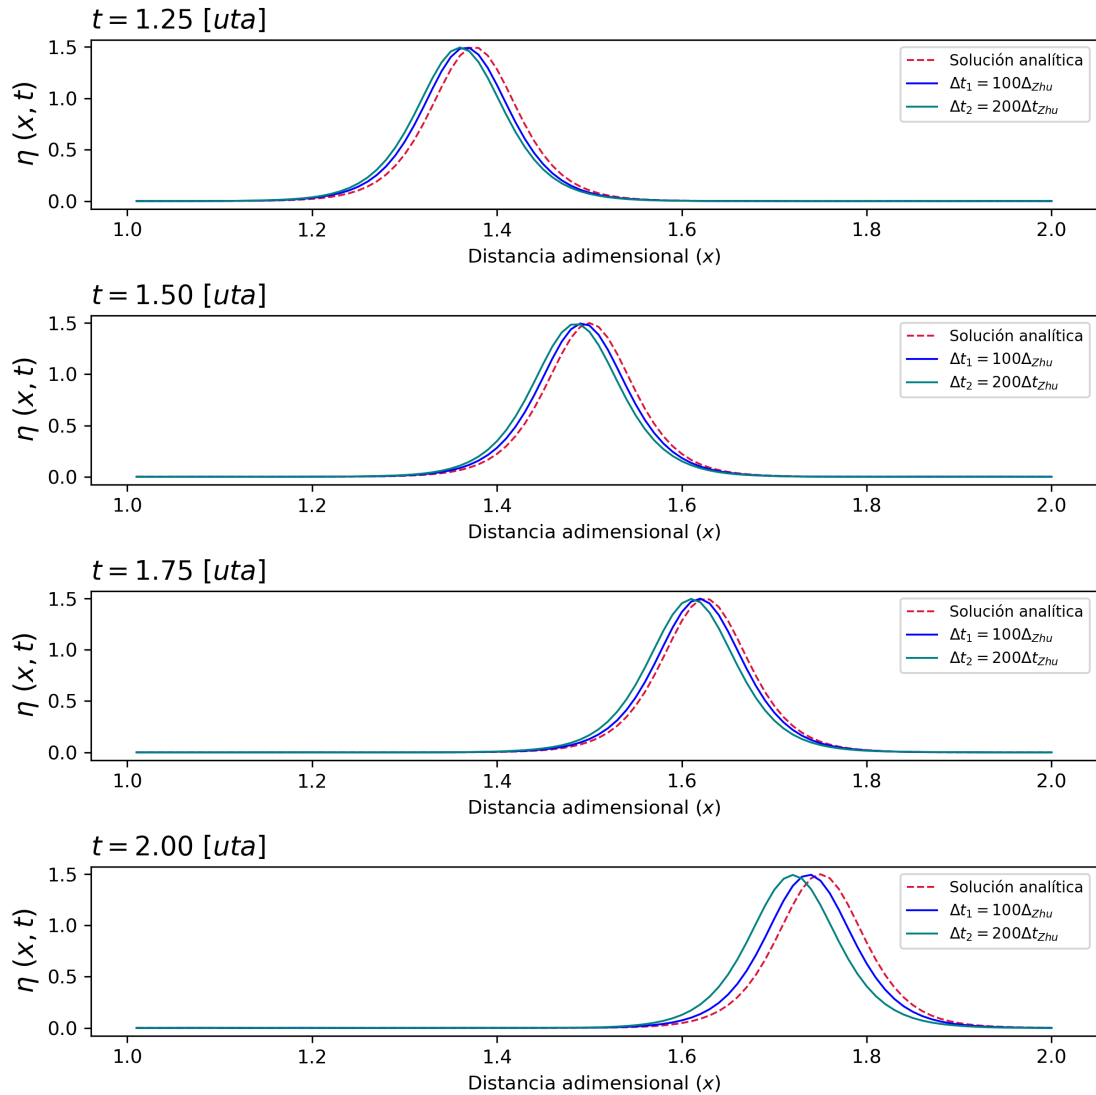 t = 1.25 [uta]
η (x, t)
1.5
1.0
0.5
0.0
Solución analítica
Δt₁ = 100Δ_Zhu
Δt₂ = 200Δt_Zhu
1.0 1.2 1.4 1.6 1.8 2.0
Distancia adimensional (x)
t = 1.50 [uta]
η (x, t)
1.5
1.0
0.5
0.0
Solución analítica
Δt₁ = 100Δ_Zhu
Δt₂ = 200Δt_Zhu
1.0 1.2 1.4 1.6 1.8 2.0
Distancia adimensional (x)
t = 1.75 [uta]
η (x, t)
1.5
1.0
0.5
0.0
Solución analítica
Δt₁ = 100Δ_Zhu
Δt₂ = 200Δt_Zhu
1.0 1.2 1.4 1.6 1.8 2.0
Distancia adimensional (x)
t = 2.00 [uta]
η (x, t)
1.5
1.0
0.5
0.0
Solución analítica
Δt₁ = 100Δ_Zhu
Δt₂ = 200Δt_Zhu
1.0 1.2 1.4 1.6 1.8 2.0
Distancia adimensional (x)